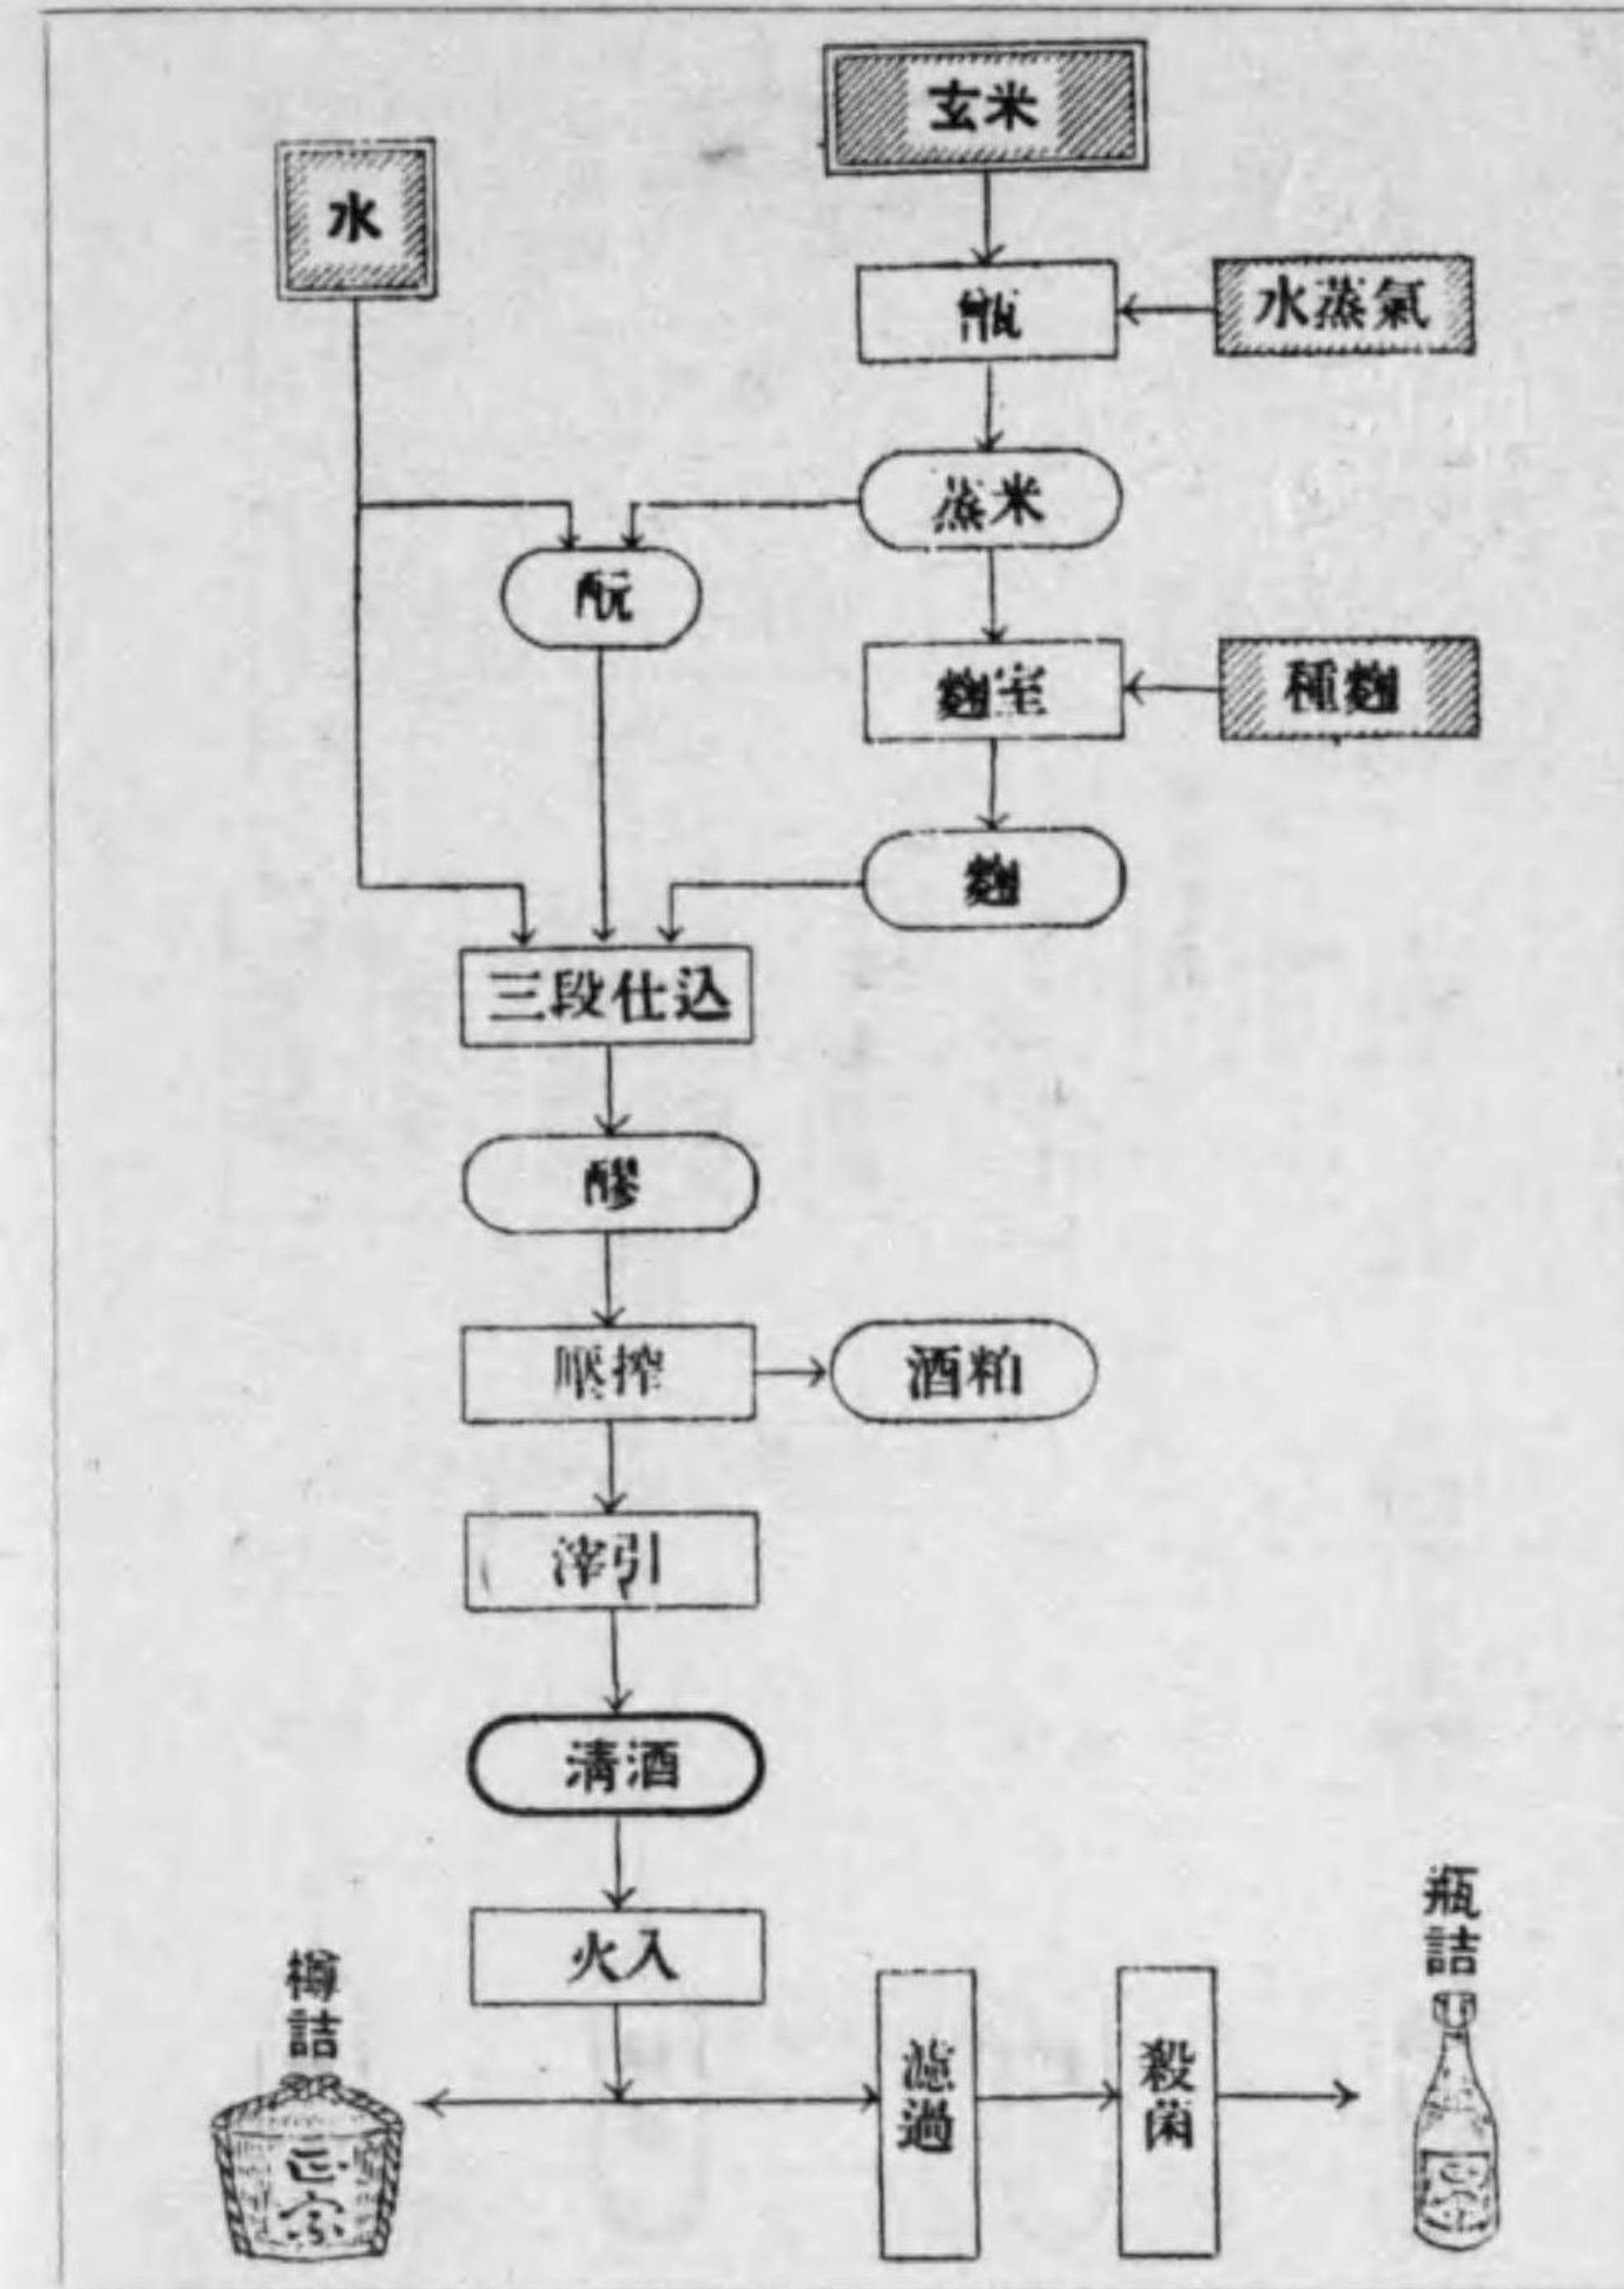 玄米
水
甑
水蒸氣
蒸米
酛
麹室
種麹
麹
三段仕込
醪
壓搾
酒粕
滓引
清酒
火入
樽詰
正宗
濾過
殺菌
瓶詰